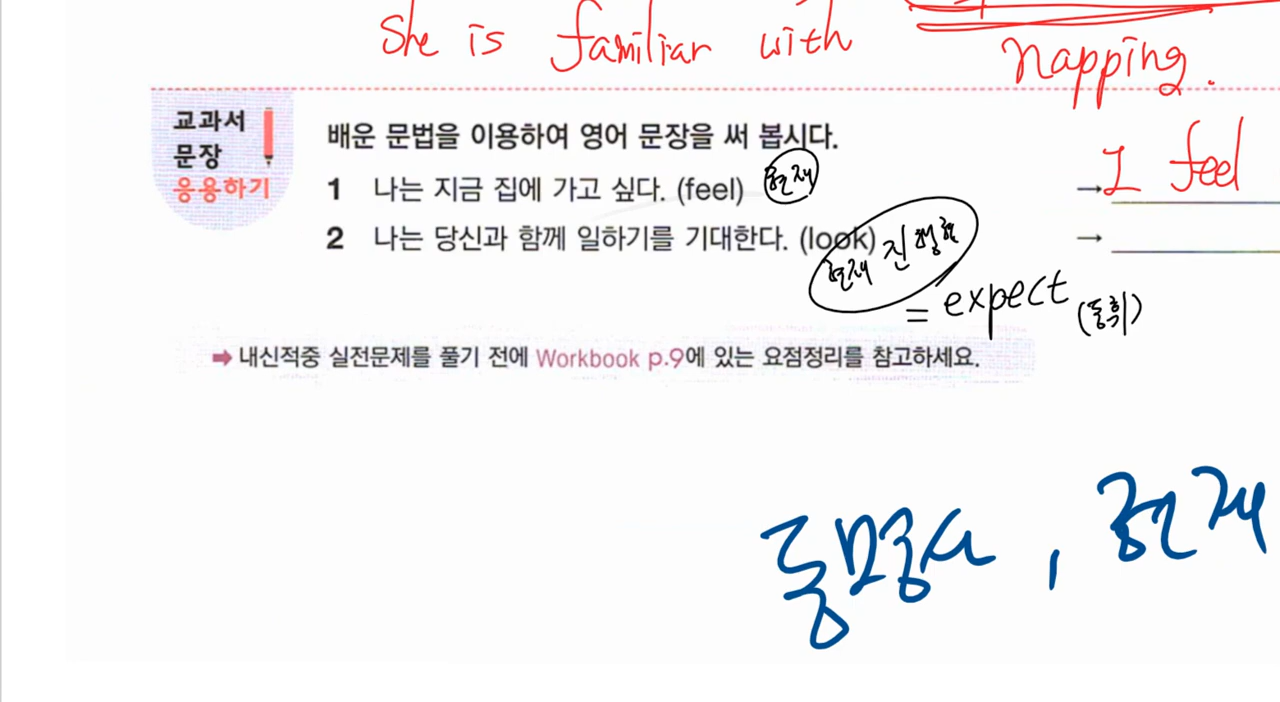 She is familiar with
napping.
교과서
문장
응용하기
배운 문법을 이용하여 영어 문장을 써 봅시다.
1 나는 지금 집에 가고 싶다. (feel) 현재
→ I feel
2 나는 당신과 함께 일하기를 기대한다. (look) 현재 진행형
→
= expect (동휘)
➡ 내신적중 실전문제를 풀기 전에 Workbook p.9에 있는 요점정리를 참고하세요.
동명사, 현재